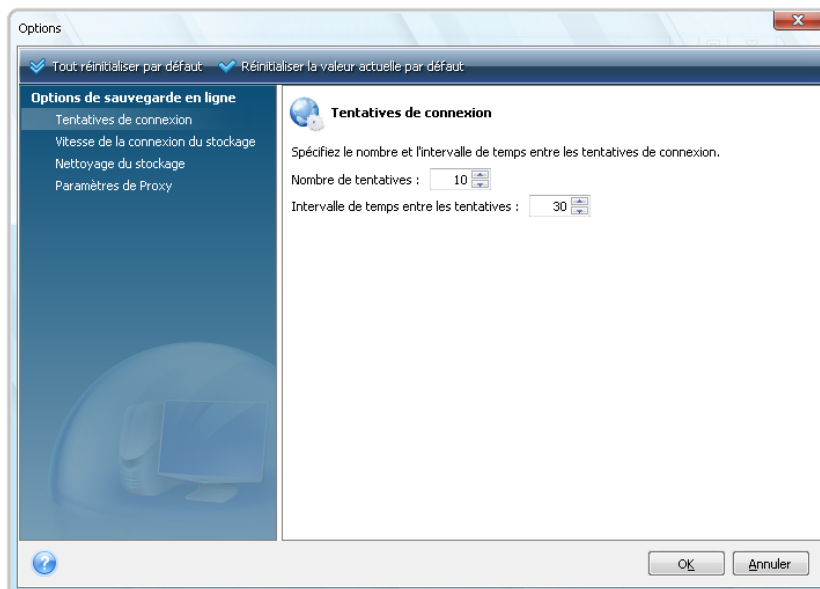 Options
Tout réinitialiser par défaut Réinitialiser la valeur actuelle par défaut
Options de sauvegarde en ligne
Tentatives de connexion
Vitesse de la connexion du stockage
Nettoyage du stockage
Paramètres de Proxy
Tentatives de connexion
Spécifiez le nombre et l'intervalle de temps entre les tentatives de connexion.
Nombre de tentatives : 10
Intervalle de temps entre les tentatives : 30
OK Annuler